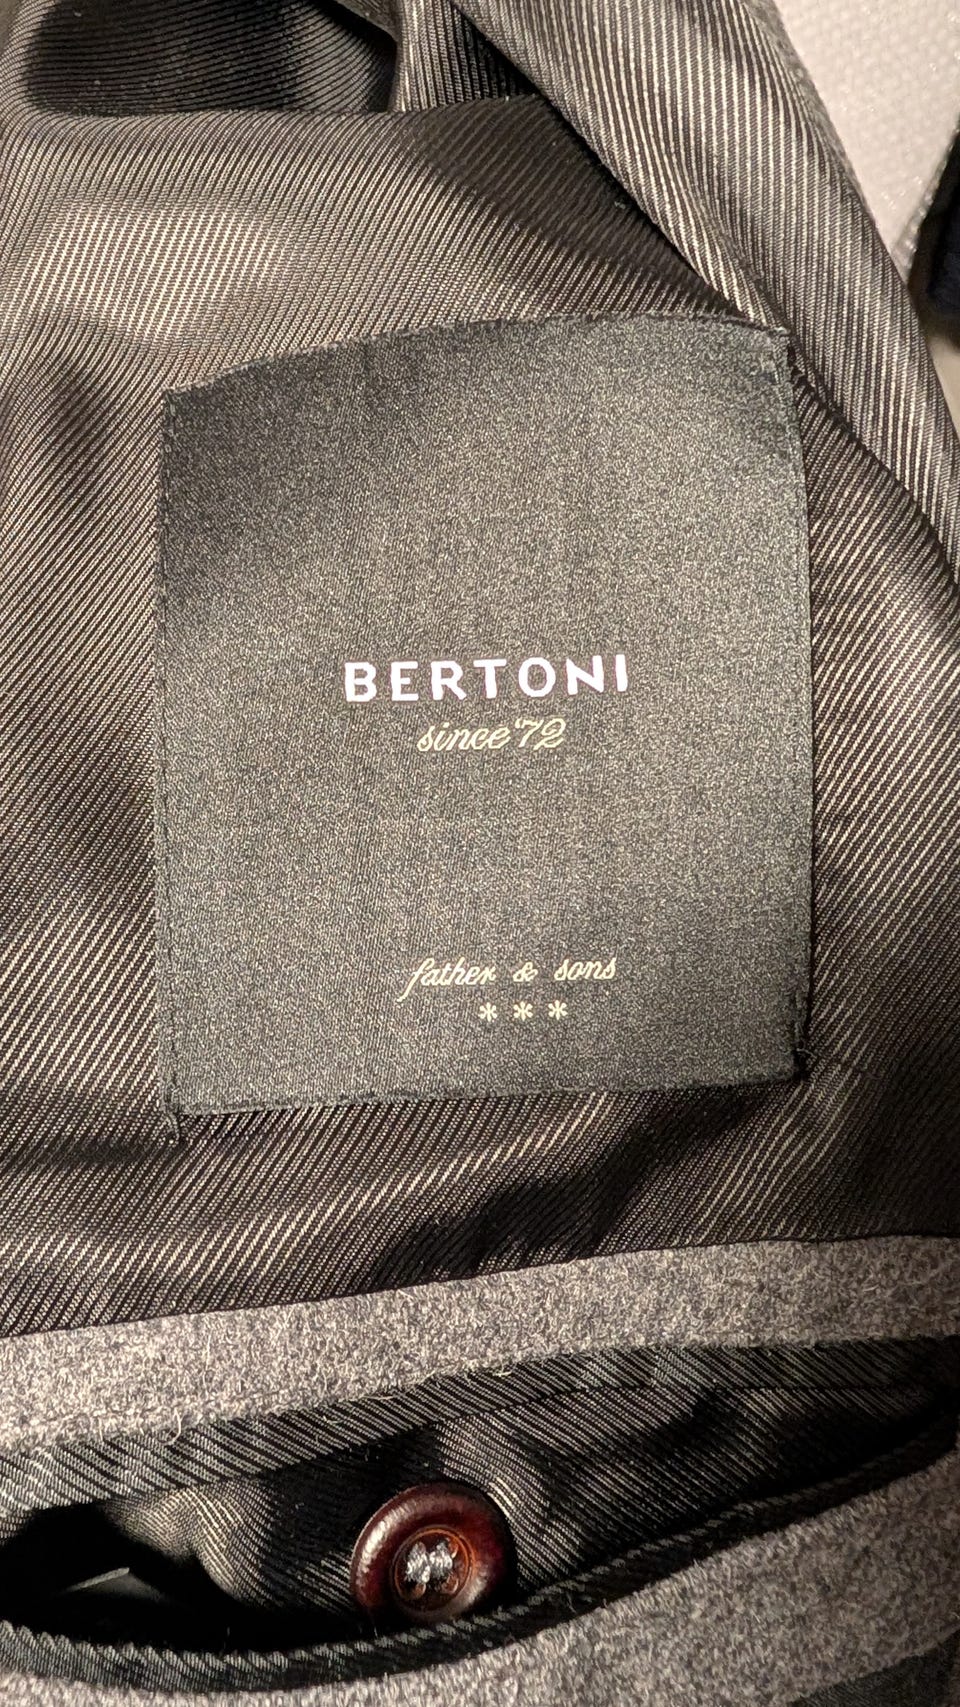 BERTONI
since '72
father & sons
***